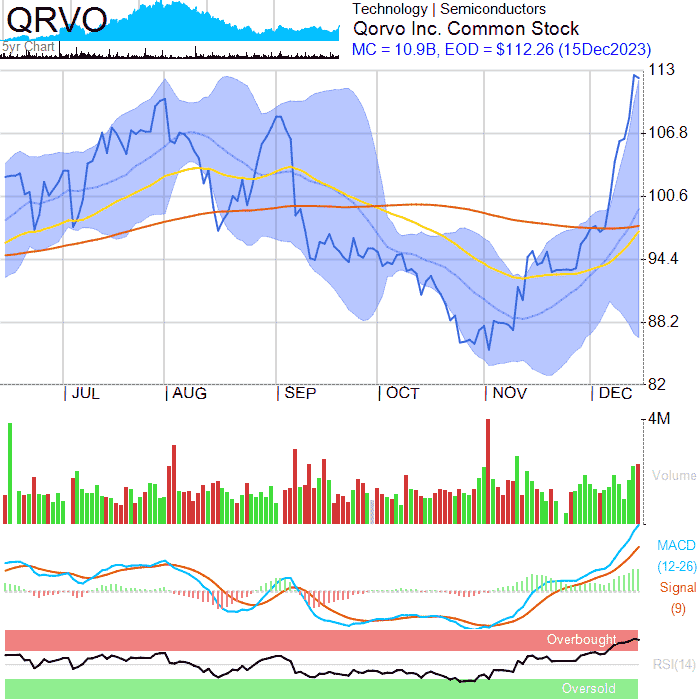 QRVO
5yr Chart
Technology | Semiconductors
Qorvo Inc. Common Stock
MC = 10.9B, EOD = $112.26 (15Dec2023)
113
106.8
100.6
94.4
88.2
82
JUL AUG SEP OCT NOV DEC
4M
Volume
MACD
(12-26)
Signal
(9)
Overbought
RSI(14)
Oversold